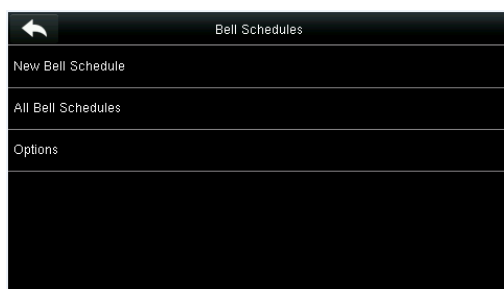 Bell Schedules
New Bell Schedule
All Bell Schedules
Options